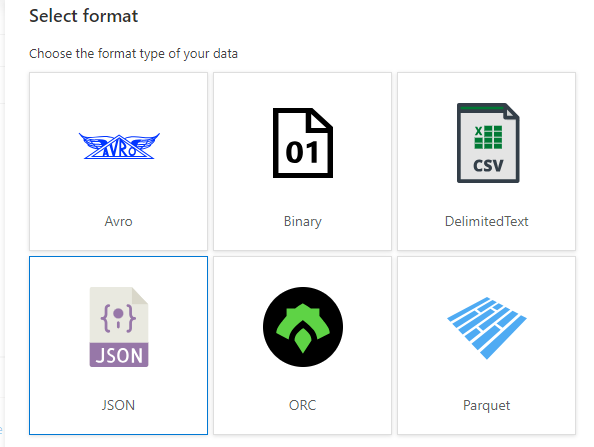 Select format
Choose the format type of your data
AVRO
01
X
CSV
Avro
Binary
DelimitedText
JSON
JSON
ORC
Parquet